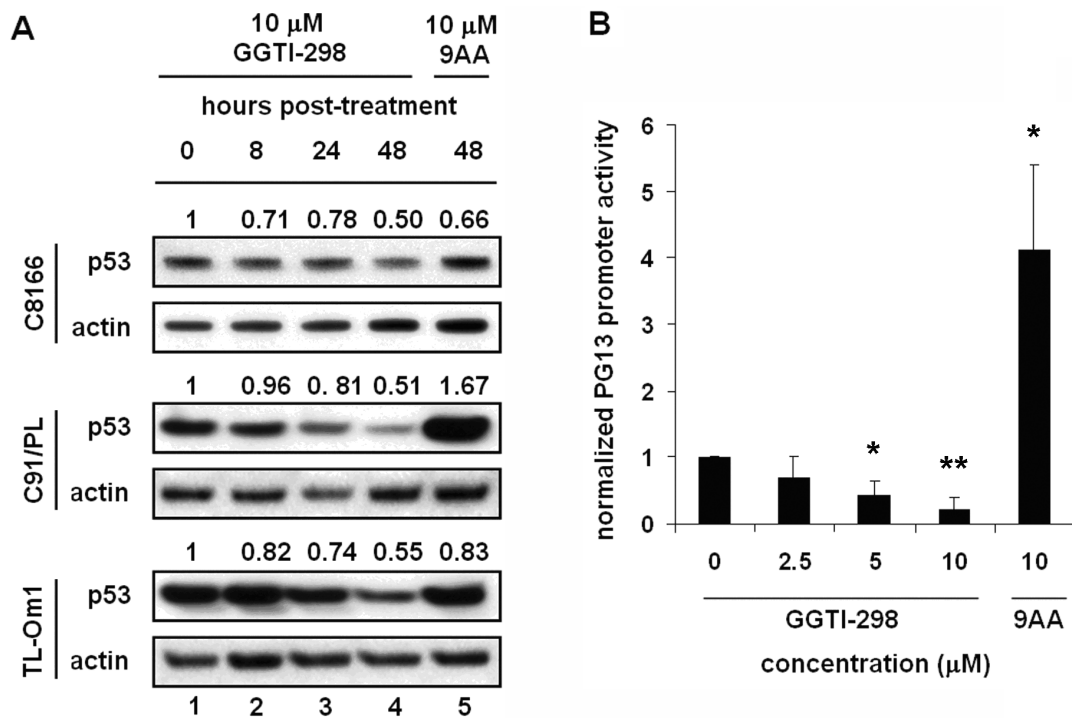 A
10 μM
GGTI-298
10 μM
9AA
hours post-treatment
0 8 24 48 48
C8166
1 0.71 0.78 0.50 0.66
p53
actin
C91/PL
1 0.96 0. 81 0.51 1.67
p53
actin
TL-Om1
1 0.82 0.74 0.55 0.83
p53
actin
1 2 3 4 5
B
normalized PG13 promoter activity
6
5
4
3
2
1
0
*
**
*
0 2.5 5 10 10
GGTI-298 9AA
concentration (μM)